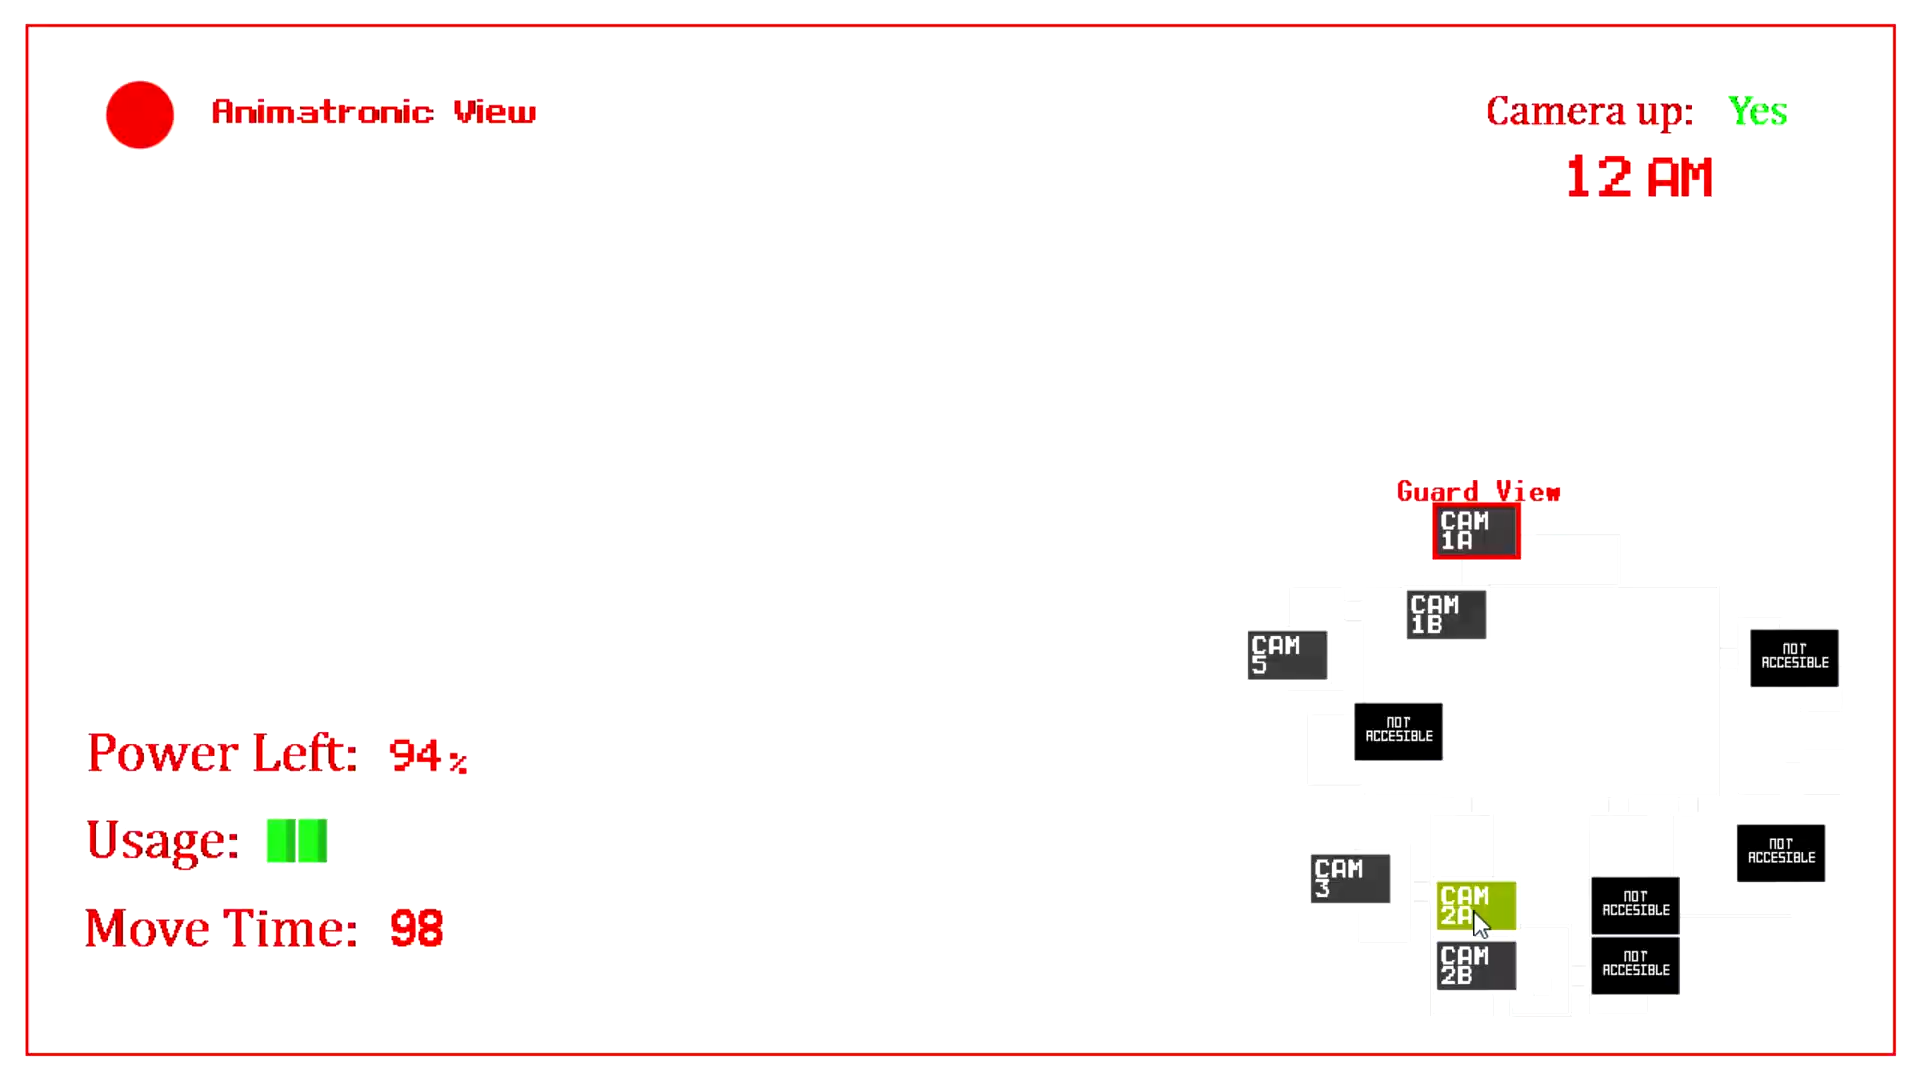 Animatronic View
Camera up: Yes
12 AM
Guard View
CAM
1A
CAM
1B
CAM
5
NOT
ACCESIBLE
NOT
ACCESIBLE
Power Left: 94%
Usage:
Move Time: 98
CAM
3
CAM
2A
CAM
2B
NOT
ACCESIBLE
NOT
ACCESIBLE
NOT
ACCESIBLE